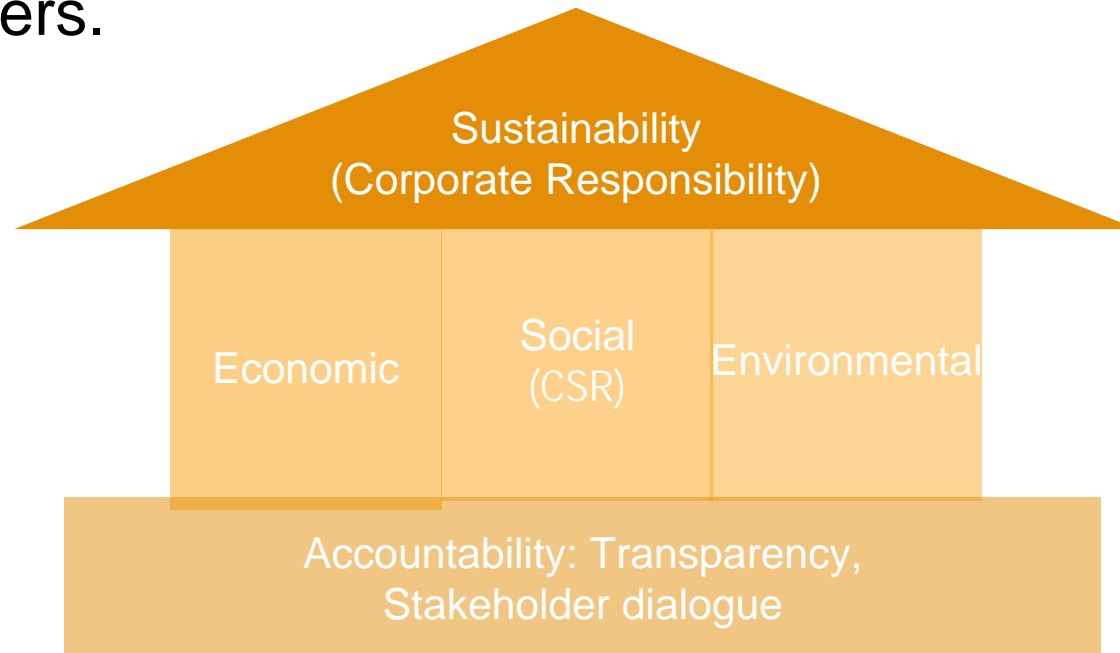 ers.
Sustainability
(Corporate Responsibility)
Economic
Social
(CSR)
Environmental
Accountability: Transparency,
Stakeholder dialogue